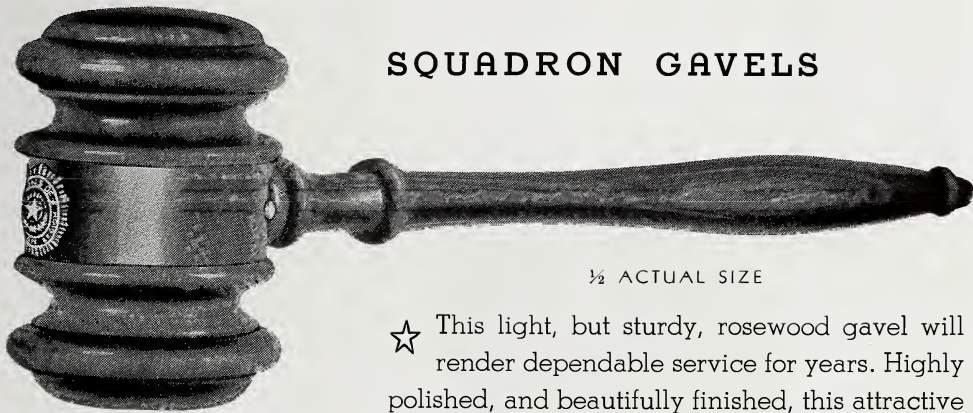 SQUADRON GAVELS
½ ACTUAL SIZE
☆ This light, but sturdy, rosewood gavel will
render dependable service for years. Highly
polished, and beautifully finished, this attractive